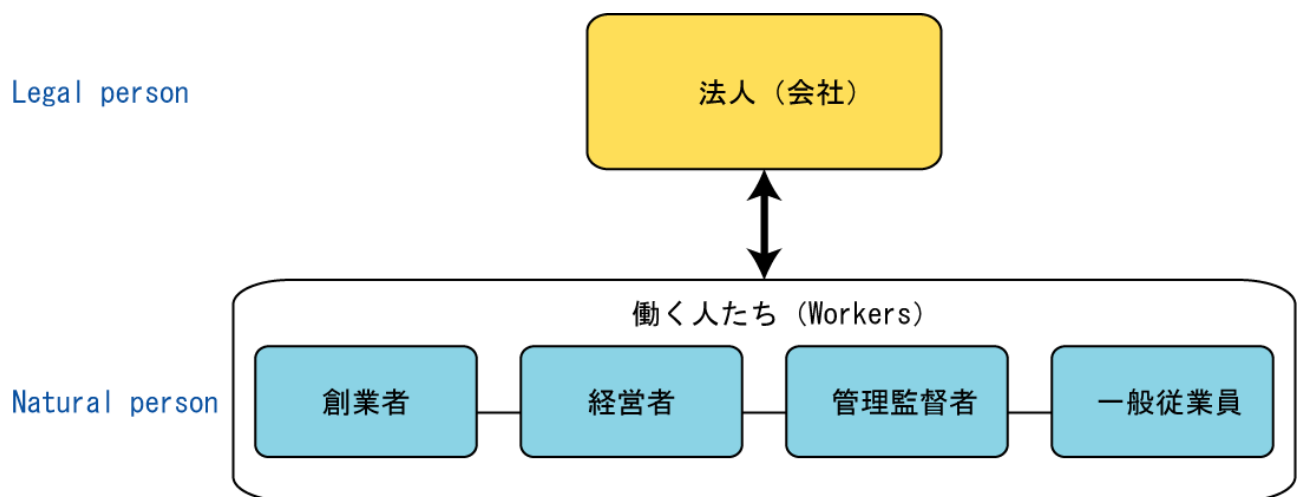 Legal person
法人（会社）
働く人たち（Workers）
Natural person
創業者
経営者
管理監督者
一般従業員